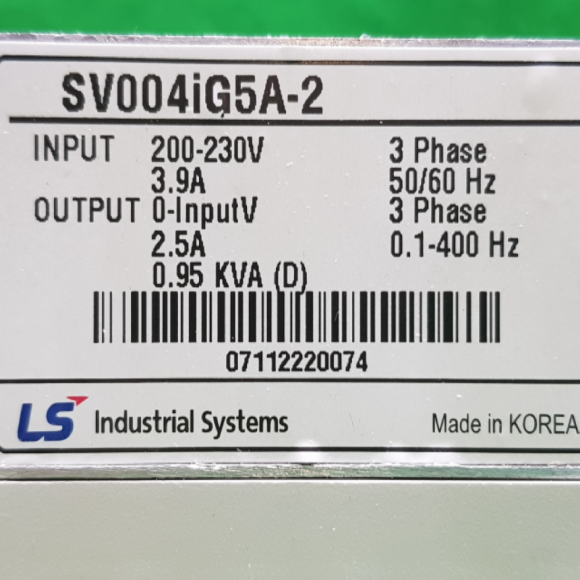 SV004iG5A-2
INPUT 200-230V 3 Phase
3.9A 50/60 Hz
OUTPUT 0-InputV 3 Phase
2.5A 0.1-400 Hz
0.95 KVA (D)
07112220074
LS Industrial Systems Made in KOREA